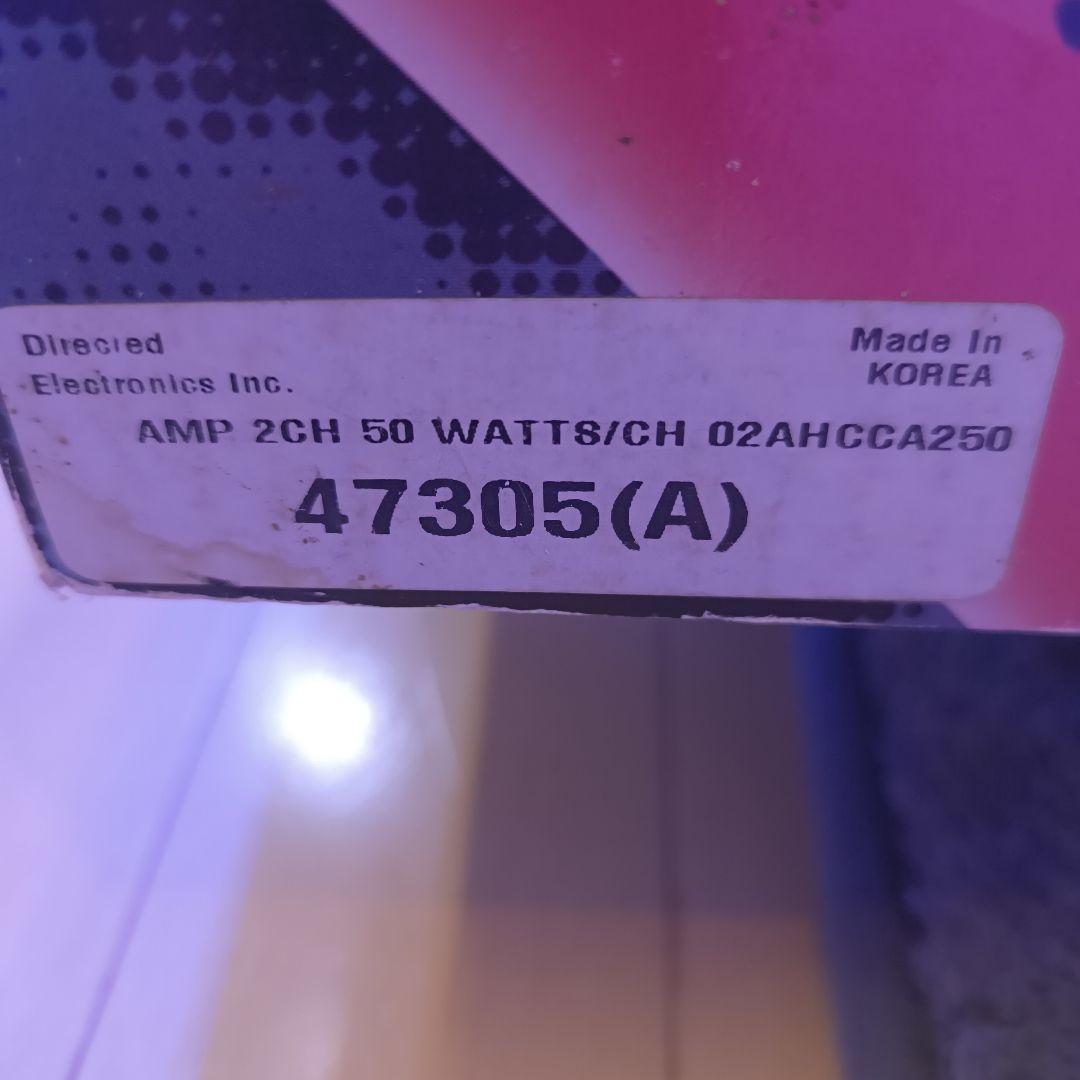 Directed
Electronics Inc.
Made In
KOREA
AMP 2CH 50 WATTS/CH 02AHCCA250
47305(A)